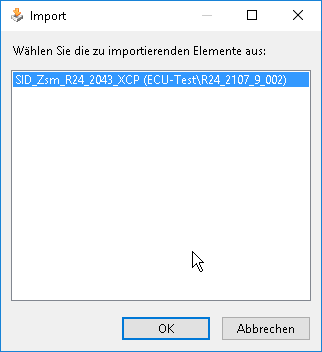 Import
Wählen Sie die zu importierenden Elemente aus:
SID_Zsm_R24_2043_XCP (ECU-Test\R24_2107_9_002)
OK
Abbrechen